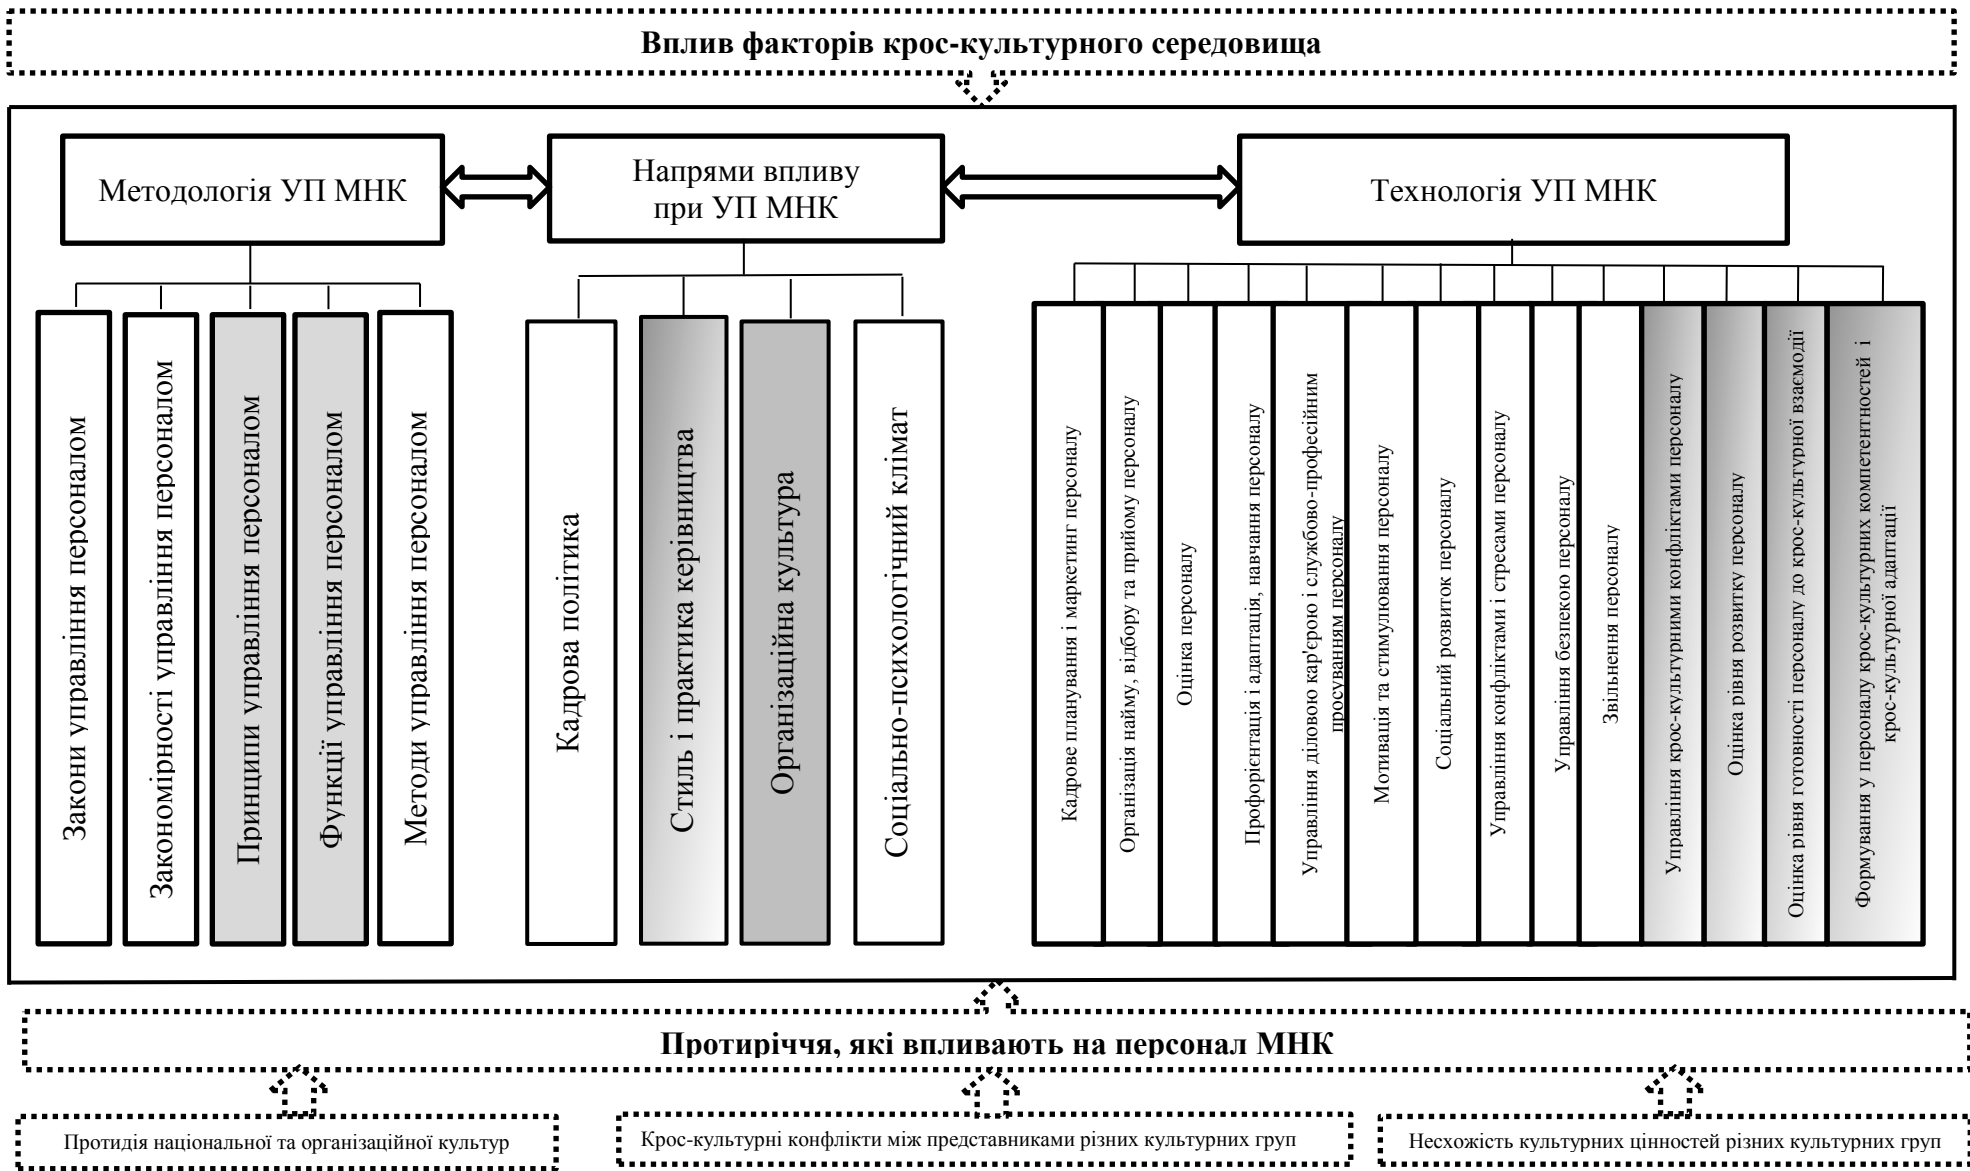 Вплив факторів крос-культурного середовища
Методологія УП МНК
Напрями впливу
при УП МНК
Технологія УП МНК
Закони управління персоналом
Закономірності управління персоналом
Принципи управління персоналом
Функції управління персоналом
Методи управління персоналом
Кадрова політика
Стиль і практика керівництва
Організаційна культура
Соціально-психологічний клімат
Кадрове планування і маркетинг персоналу
Організація найму, відбору та прийому персоналу
Оцінка персоналу
Профорієнтація і адаптація, навчання персоналу
Управління діловою кар'єрою і службово-професійним
просуванням персоналу
Мотивація та стимулювання персоналу
Соціальний розвиток персоналу
Управління конфліктами і стресами персоналу
Управління безпекою персоналу
Звільнення персоналу
Управління крос-культурними конфліктами персоналу
Оцінка рівня розвитку персоналу
Оцінка рівня готовності персоналу до крос-культурної взаємодії
Формування у персоналу крос-культурних компетентностей і
крос-культурної адаптації
Протиріччя, які впливають на персонал МНК
Протидія національної та організаційної культур
Крос-культурні конфлікти між представниками різних культурних груп
Несхожість культурних цінностей різних культурних груп